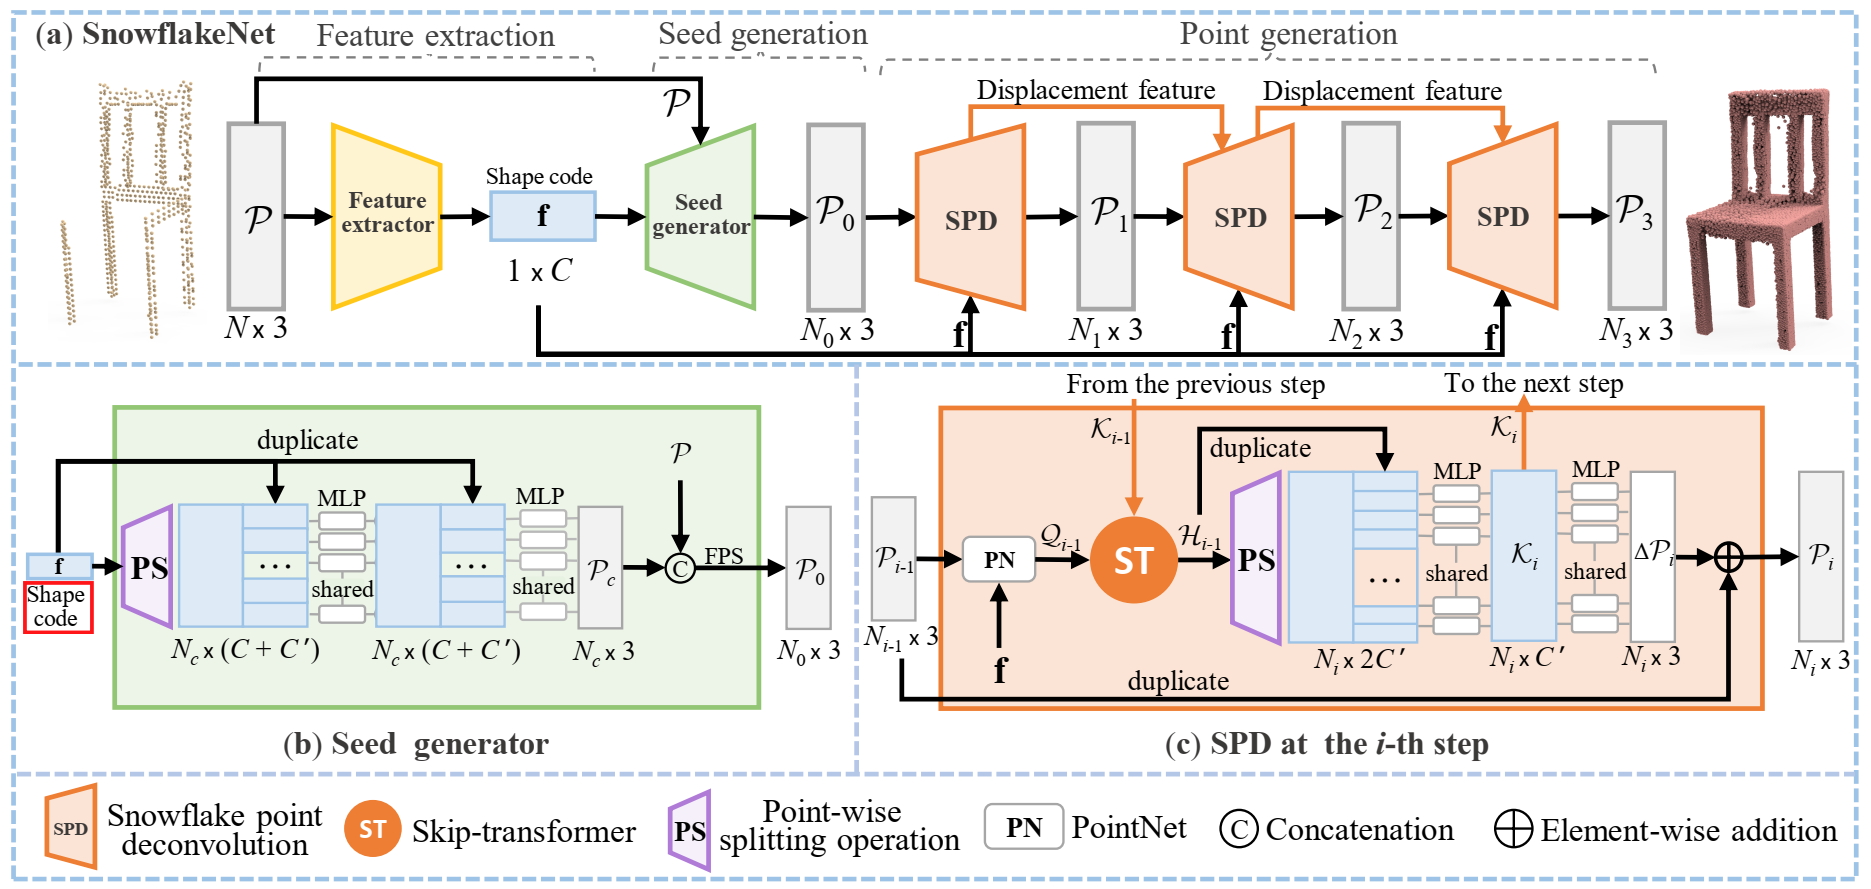 (a) SnowflakeNet
Feature extraction
Seed generation
Point generation
𝒫
Displacement feature
Displacement feature
𝒫
Feature
extractor
Shape code
f
1 x C
Seed
generator
𝒫0
SPD
𝒫1
SPD
𝒫2
SPD
𝒫3
N x 3
N0 x 3
f
N1 x 3
f
N2 x 3
f
N3 x 3
duplicate
𝒫
f
Shape
code
PS
MLP
...
shared
MLP
...
shared
𝒫c
C
FPS
𝒫0
Nc x (C + C′)
Nc x (C + C′)
Nc x 3
N0 x 3
(b) Seed generator
From the previous step
To the next step
𝒦i-1
𝒦i
duplicate
𝒫i-1
PN
𝒬i-1
ST
ℋi-1
PS
...
MLP
shared
𝒦i
MLP
shared
Δ𝒫i
𝒫i
Ni-1 x 3
f
Ni x 2C′
Ni x C′
Ni x 3
Ni x 3
duplicate
(c) SPD at the i-th step
SPD
Snowflake point
deconvolution
ST
Skip-transformer
PS
Point-wise
splitting operation
PN
PointNet
C
Concatenation
Element-wise addition